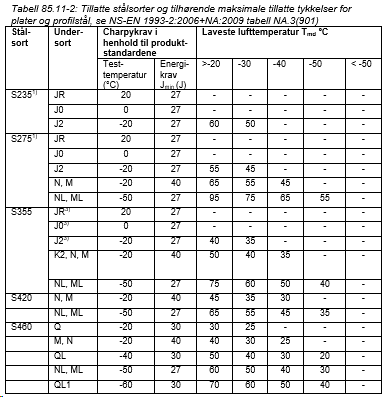 Tabell 85.11-2: Tillatte stålsorter og tilhørende maksimale tillatte tykkelser for
plater og profilstål, se NS-EN 1993-2:2006+NA:2009 tabell NA.3(901)
Stål-
sort
Under-
sort
Charpykrav i
henhold til produkt-
standardene
Laveste lufttemperatur Tmd °C
Test-
temperatur
(°C)
Energi-
krav
Jmin (J)
>-20 -30 -40 -50 < -50
S235¹⁾ JR 20 27 - - - - -
J0 0 27 - - - - -
J2 -20 27 60 50 - - -
S275¹⁾ JR 20 27 - - - - -
J0 0 27 - - - - -
J2 -20 27 55 45 - - -
N, M -20 40 65 55 45 - -
NL, ML -50 27 95 75 65 55 -
S355 JR³⁾ 20 27 - - - - -
J0³⁾ 0 27 - - - - -
J2³⁾ -20 27 40 35 - - -
K2, N, M -20 40 50 40 35 - -
NL, ML -50 27 75 60 50 40 -
S420 N, M -20 40 45 35 30 - -
NL, ML -50 27 65 55 45 35 -
S460 Q -20 30 30 25 - - -
M, N -20 40 40 30 25 - -
QL -40 30 50 40 30 20 -
NL, ML -50 27 60 50 40 30 -
QL1 -60 30 70 60 50 40 -